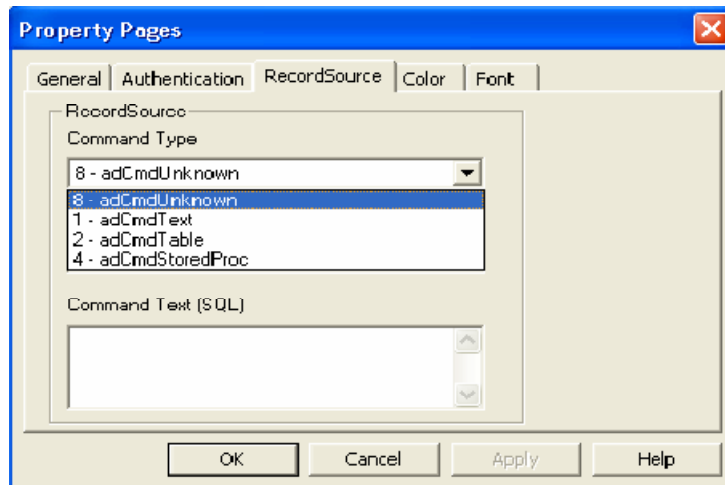 Property Pages
General Authentication RecordSource Color Font
RecordSource
Command Type
8 - adCmdUnknown
8 - adCmdUnknown
1 - adCmdText
2 - adCmdTable
4 - adCmdStoredProc
Command Text (SQL)
OK Cancel Apply Help